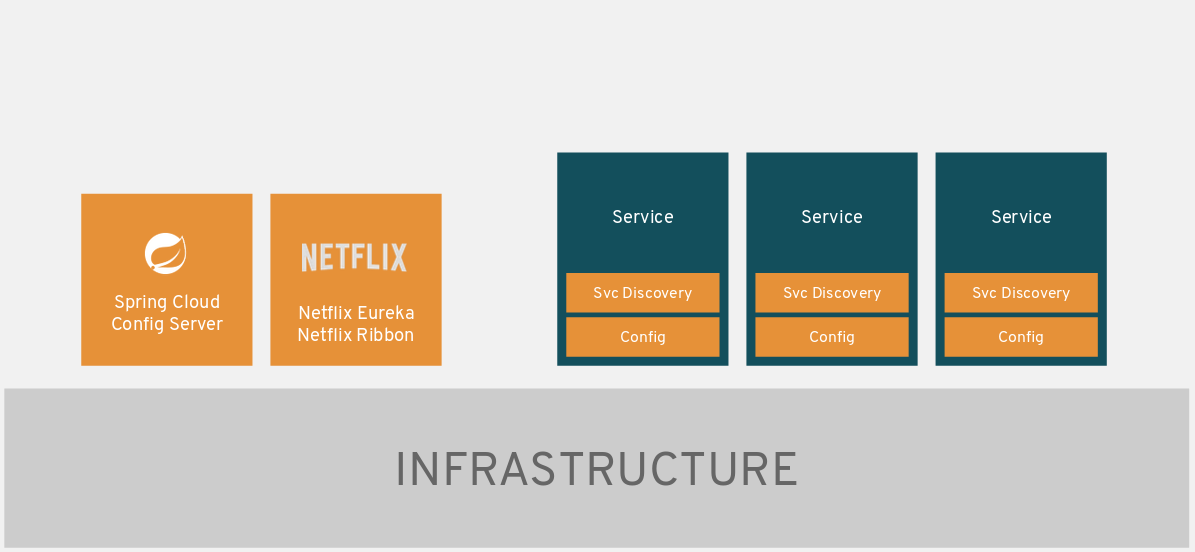 Spring Cloud
Config Server
NETFLIX
Netflix Eureka
Netflix Ribbon
Service
Svc Discovery
Config
Service
Svc Discovery
Config
Service
Svc Discovery
Config
INFRASTRUCTURE